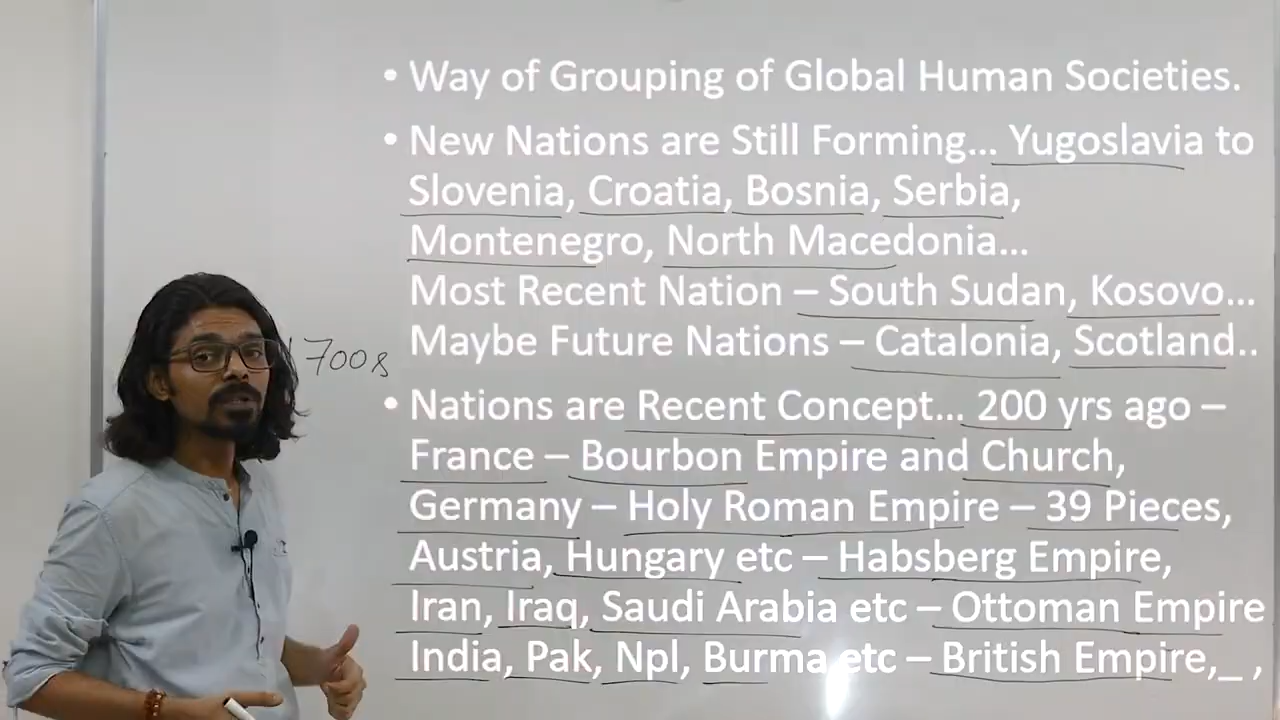 • Way of Grouping of Global Human Societies.
• New Nations are Still Forming... Yugoslavia to
Slovenia, Croatia, Bosnia, Serbia,
Montenegro, North Macedonia...
Most Recent Nation – South Sudan, Kosovo...
Maybe Future Nations – Catalonia, Scotland..
1700s
• Nations are Recent Concept... 200 yrs ago –
France – Bourbon Empire and Church,
Germany – Holy Roman Empire – 39 Pieces,
Austria, Hungary etc – Habsberg Empire,
Iran, Iraq, Saudi Arabia etc – Ottoman Empire
India, Pak, Npl, Burma etc – British Empire,_ ,